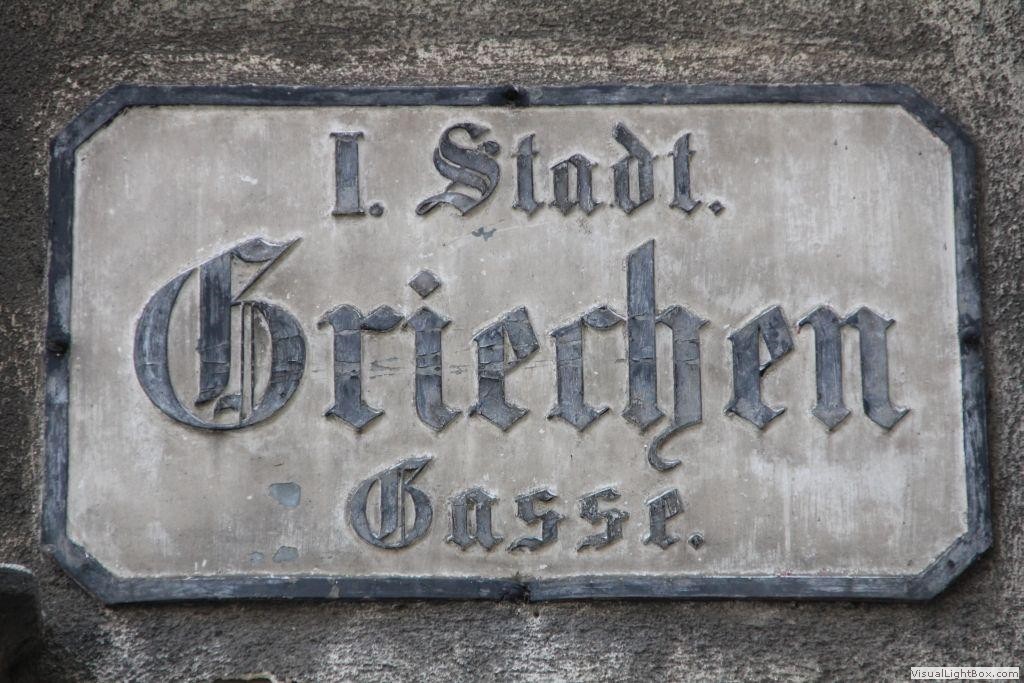 I. Stadt.
Griechen
Gasse.
VisualLightBox.com